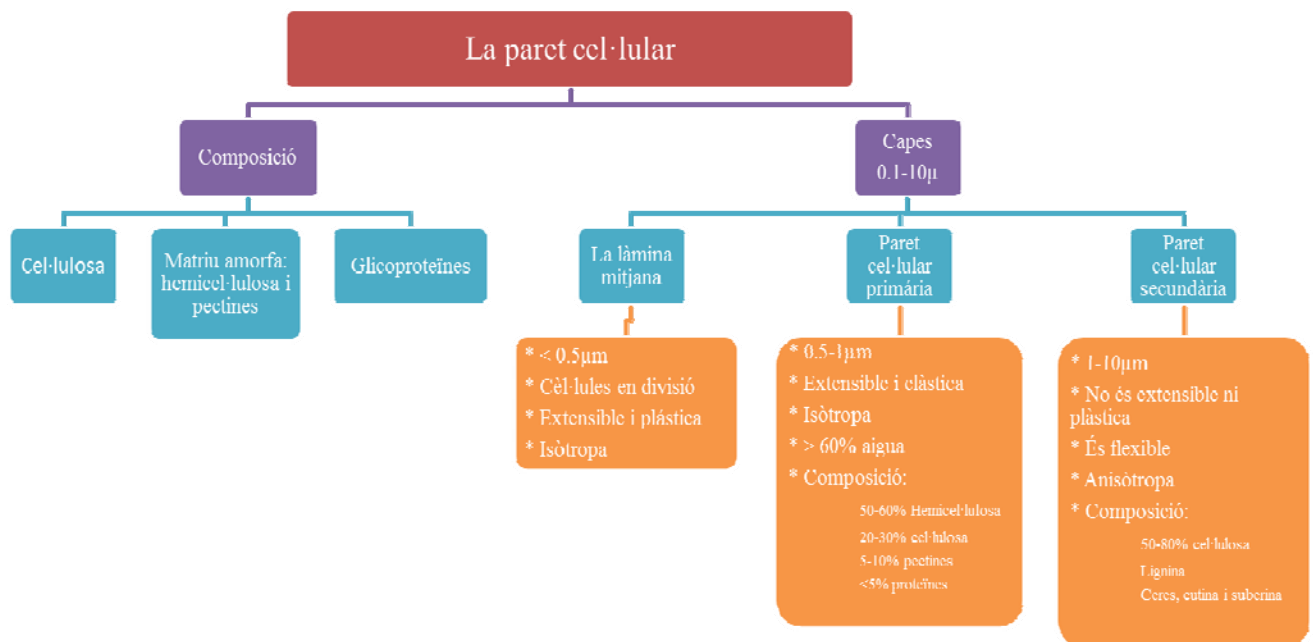 La paret cel·lular
Composició
Capes
0.1-10µ
Cel·lulosa
Matriu amorfa:
hemicel·lulosa i
pectines
Glicoproteïnes
La làmina
mitjana
Paret
cel·lular
primária
Paret
cel·lular
secundària
* < 0.5µm
* Cèl·lules en divisió
* Extensible i plástica
* Isòtropa
* 0.5-1µm
* Extensible i elàstica
* Isòtropa
* > 60% aigua
* Composició:
50-60% Hemicel·lulosa
20-30% cel·lulosa
5-10% pectines
<5% proteïnes
* 1-10µm
* No és extensible ni
plàstica
* És flexible
* Anisòtropa
* Composició:
50-80% cel·lulosa
Lignina
Ceres, cutina i suberina